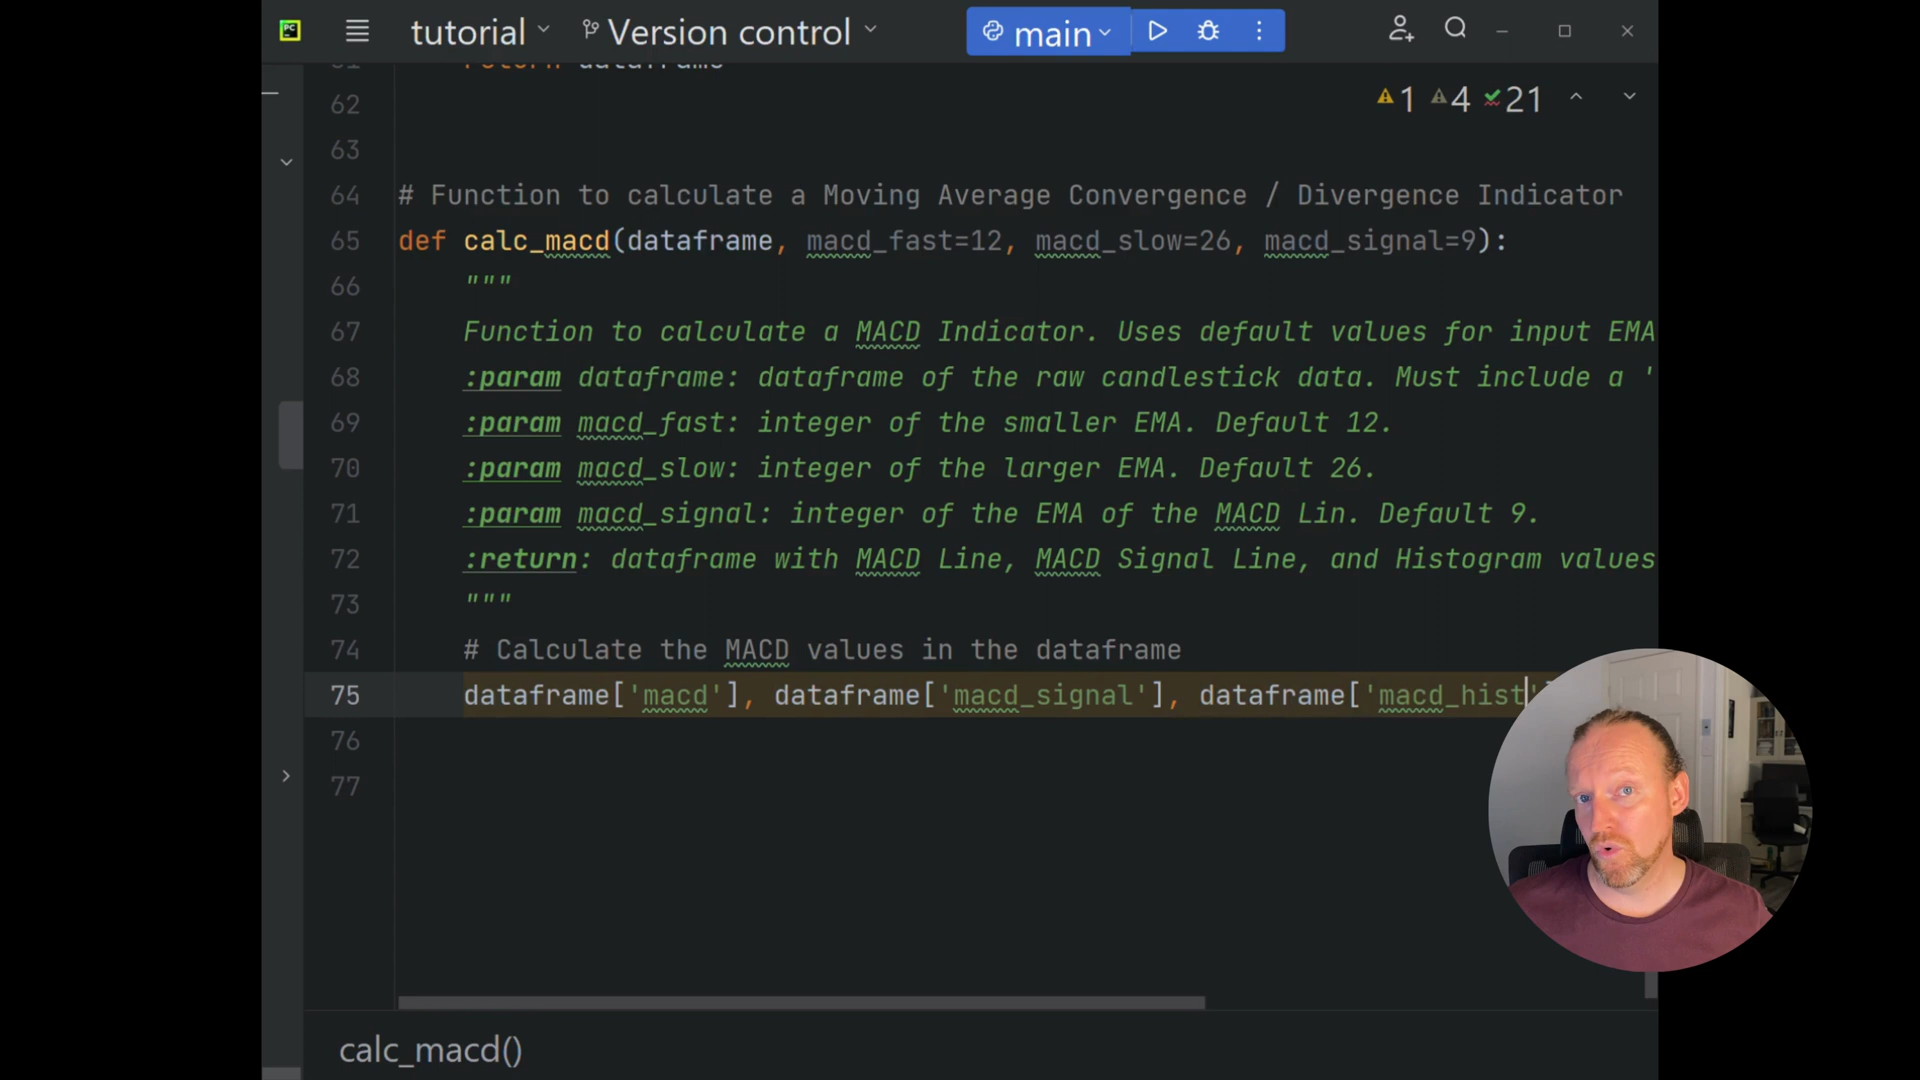 PC tutorial Version control main
61 return dataframe
62 1 4 21
63
64 # Function to calculate a Moving Average Convergence / Divergence Indicator
65 def calc_macd(dataframe, macd_fast=12, macd_slow=26, macd_signal=9):
66 """
67 Function to calculate a MACD Indicator. Uses default values for input EMA
68 :param dataframe: dataframe of the raw candlestick data. Must include a '
69 :param macd_fast: integer of the smaller EMA. Default 12.
70 :param macd_slow: integer of the larger EMA. Default 26.
71 :param macd_signal: integer of the EMA of the MACD Lin. Default 9.
72 :return: dataframe with MACD Line, MACD Signal Line, and Histogram values
73 """
74 # Calculate the MACD values in the dataframe
75 dataframe['macd'], dataframe['macd_signal'], dataframe['macd_hist']
76
77
calc_macd()